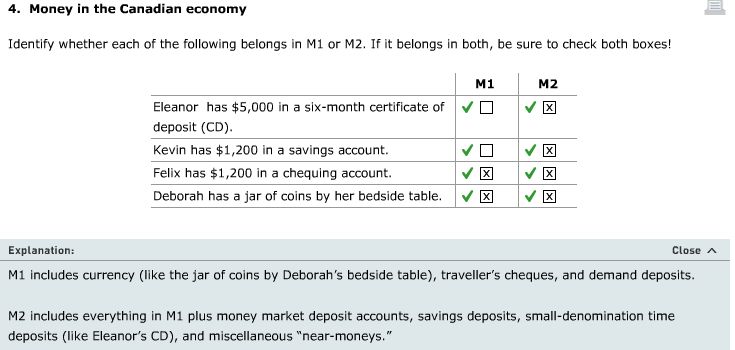 4. Money in the Canadian economy
Identify whether each of the following belongs in M1 or M2. If it belongs in both, be sure to check both boxes!
M1 M2
Eleanor has $5,000 in a six-month certificate of
deposit (CD).
Kevin has $1,200 in a savings account.
Felix has $1,200 in a chequing account.
Deborah has a jar of coins by her bedside table.
Explanation: Close
M1 includes currency (like the jar of coins by Deborah's bedside table), traveller's cheques, and demand deposits.
M2 includes everything in M1 plus money market deposit accounts, savings deposits, small-denomination time
deposits (like Eleanor's CD), and miscellaneous "near-moneys."